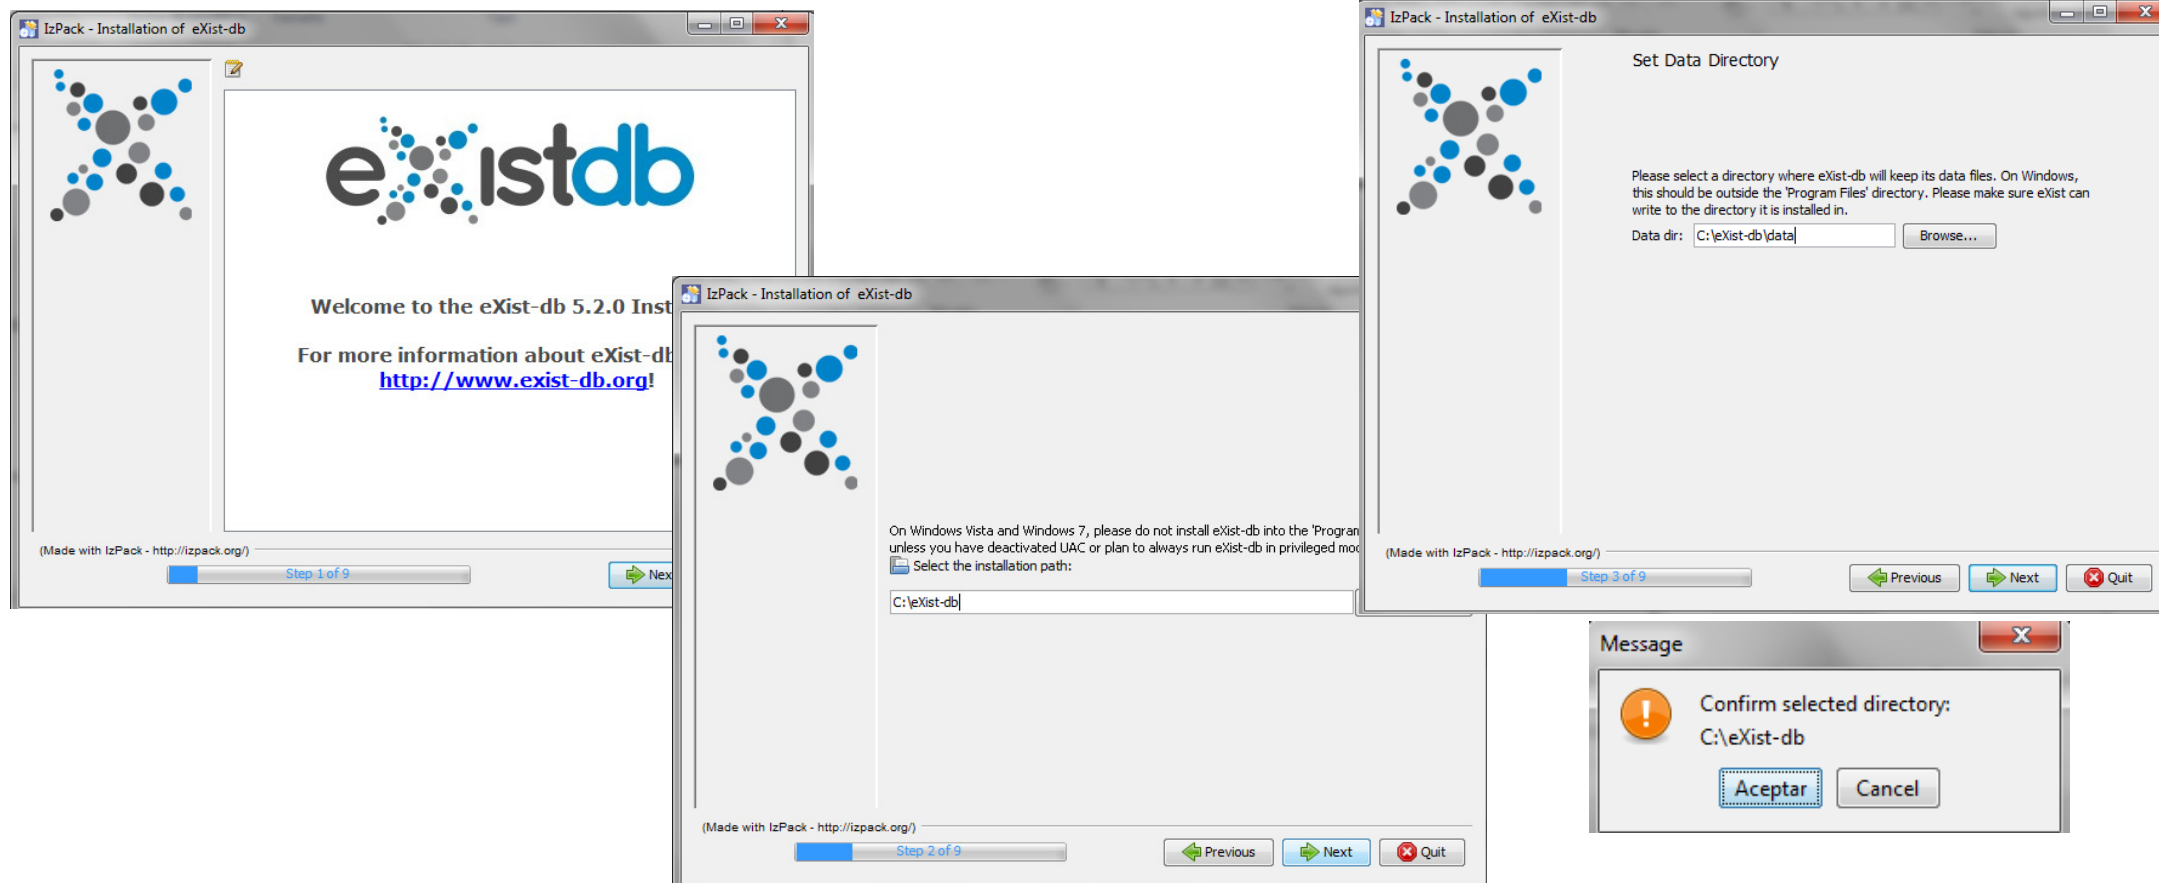 IzPack - Installation of eXist-db
eXistdb
Welcome to the eXist-db 5.2.0 Inst
For more information about eXist-db
http://www.exist-db.org!
(Made with IzPack - http://izpack.org/)
Step 1 of 9
Nex
IzPack - Installation of eXist-db
On Windows Vista and Windows 7, please do not install eXist-db into the 'Program
unless you have deactivated UAC or plan to always run eXist-db in privileged mod
Select the installation path:
C:\eXist-db
(Made with IzPack - http://izpack.org/)
Step 2 of 9
Previous
Next
Quit
IzPack - Installation of eXist-db
Set Data Directory
Please select a directory where eXist-db will keep its data files. On Windows,
this should be outside the 'Program Files' directory. Please make sure eXist can
write to the directory it is installed in.
Data dir: C:\eXist-db\data Browse...
(Made with IzPack - http://izpack.org/)
Step 3 of 9
Previous
Next
Quit
Message
Confirm selected directory:
C:\eXist-db
Aceptar
Cancel